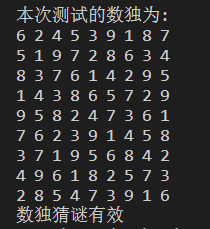 本次测试的数独为:
6 2 4 5 3 9 1 8 7
5 1 9 7 2 8 6 3 4
8 3 7 6 1 4 2 9 5
1 4 3 8 6 5 7 2 9
9 5 8 2 4 7 3 6 1
7 6 2 3 9 1 4 5 8
3 7 1 9 5 6 8 4 2
4 9 6 1 8 2 5 7 3
2 8 5 4 7 3 9 1 6
数独猜谜有效